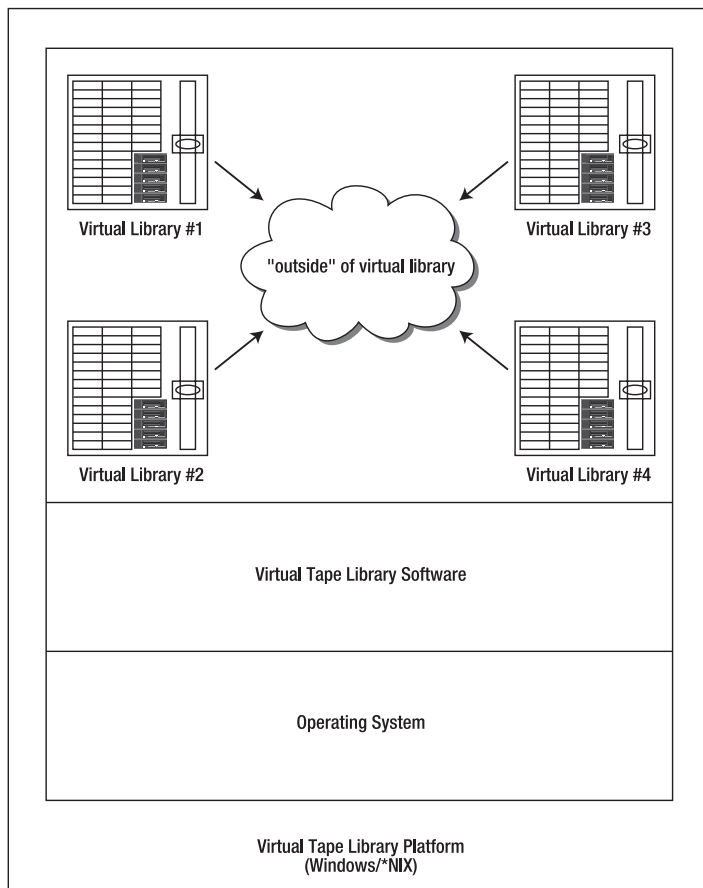 Virtual Library #1
Virtual Library #3
"outside" of virtual library
Virtual Library #2
Virtual Library #4
Virtual Tape Library Software
Operating System
Virtual Tape Library Platform
(Windows/*NIX)